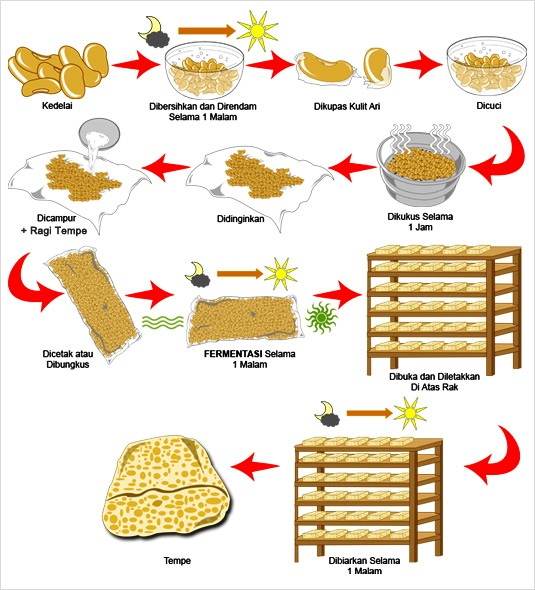 Kedelai
Dibersihkan dan Direndam
Selama 1 Malam
Dikupas Kulit Ari
Dicuci
Dikukus Selama
1 Jam
Didinginkan
Dicampur
+ Ragi Tempe
Dicetak atau
Dibungkus
FERMENTASI Selama
1 Malam
Dibuka dan Diletakkan
Di Atas Rak
Dibiarkan Selama
1 Malam
Tempe